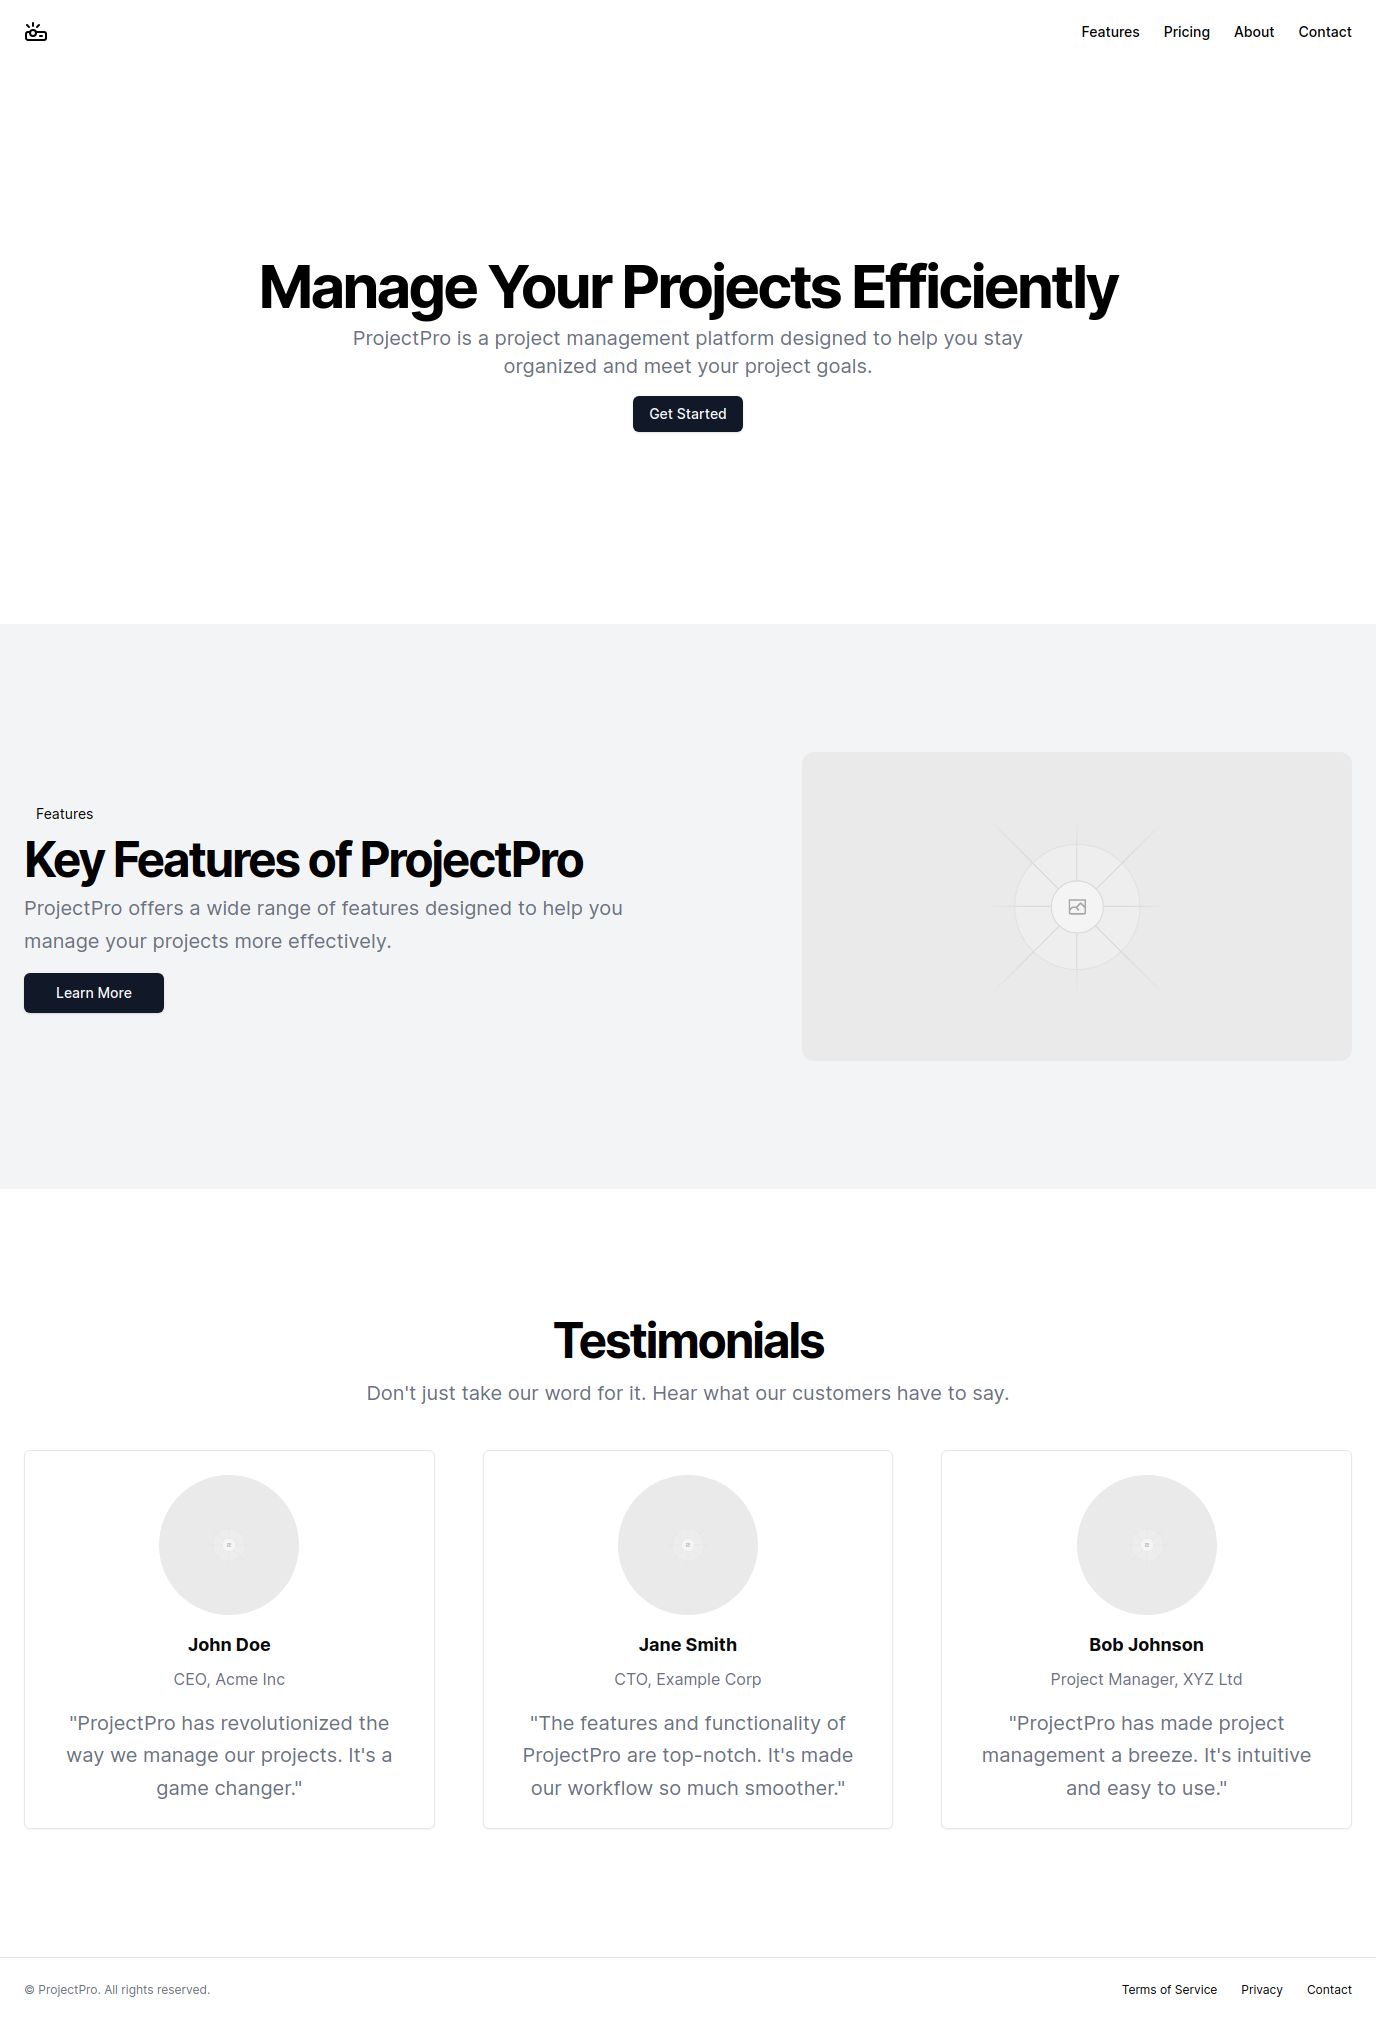 Features Pricing About Contact
Manage Your Projects Efficiently
ProjectPro is a project management platform designed to help you stay
organized and meet your project goals.
Get Started
Features
Key Features of ProjectPro
ProjectPro offers a wide range of features designed to help you
manage your projects more effectively.
Learn More
Testimonials
Don't just take our word for it. Hear what our customers have to say.
John Doe
CEO, Acme Inc
"ProjectPro has revolutionized the
way we manage our projects. It's a
game changer."
Jane Smith
CTO, Example Corp
"The features and functionality of
ProjectPro are top-notch. It's made
our workflow so much smoother."
Bob Johnson
Project Manager, XYZ Ltd
"ProjectPro has made project
management a breeze. It's intuitive
and easy to use."
© ProjectPro. All rights reserved.
Terms of Service Privacy Contact